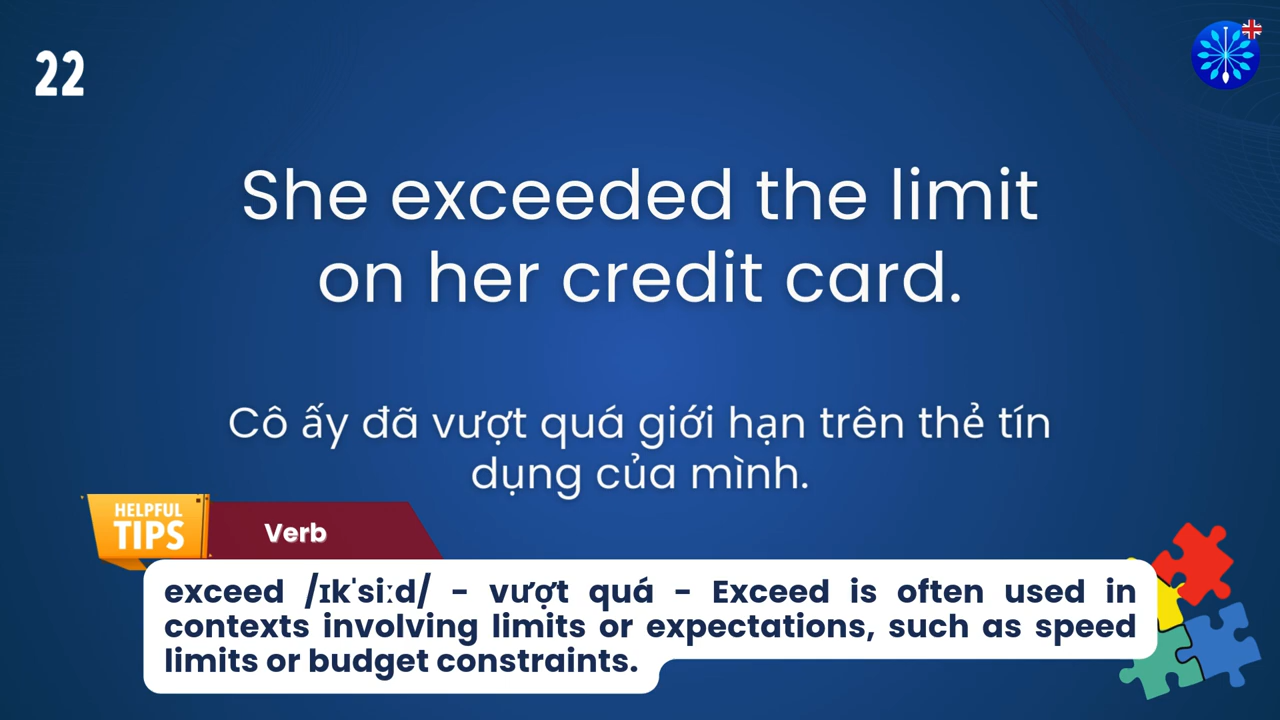 22
She exceeded the limit
on her credit card.
Cô ấy đã vượt quá giới hạn trên thẻ tín
dụng của mình.
HELPFUL
TIPS
Verb
exceed /ɪkˈsiːd/ - vượt quá - Exceed is often used in
contexts involving limits or expectations, such as speed
limits or budget constraints.